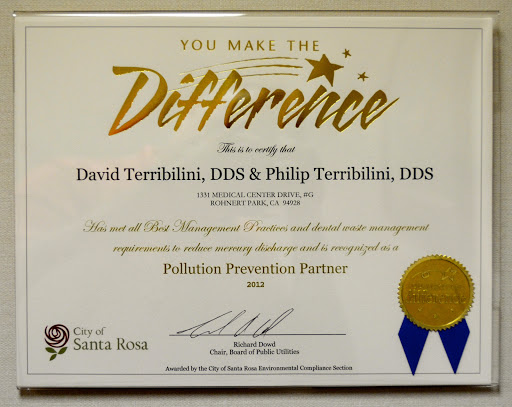 YOU MAKE THE
Difference
This is to certify that
David Terribilini, DDS & Philip Terribilini, DDS
1331 MEDICAL CENTER DRIVE, #G
ROHNERT PARK, CA 94928
Has met all Best Management Practices and dental waste management
requirements to reduce mercury discharge and is recognized as a
Pollution Prevention Partner
2012
City of
Santa Rosa
Richard Dowd
Chair, Board of Public Utilities
Awarded by the City of Santa Rosa Environmental Compliance Section